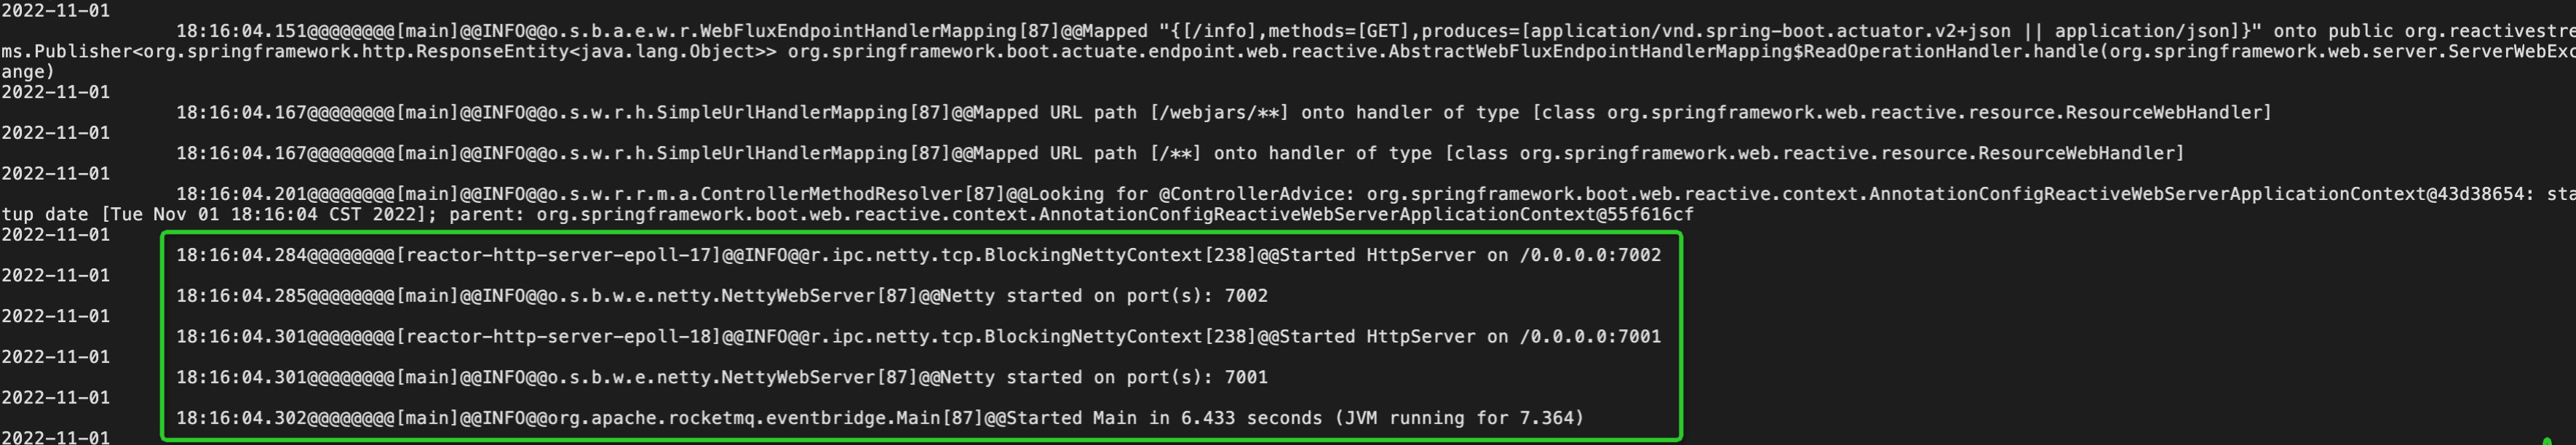 2022-11-01
18:16:04.151@@@@@@@@[main]@@INFO@@o.s.b.a.e.w.r.WebFluxEndpointHandlerMapping[87]@@Mapped "{[/info],methods=[GET],produces=[application/vnd.spring-boot.actuator.v2+json || application/json]}" onto public org.reactivestre
ms.Publisher<org.springframework.http.ResponseEntity<java.lang.Object>> org.springframework.boot.actuate.endpoint.web.reactive.AbstractWebFluxEndpointHandlerMapping$ReadOperationHandler.handle(org.springframework.web.server.ServerWebExc
ange)
2022-11-01
18:16:04.167@@@@@@@@[main]@@INFO@@o.s.w.r.h.SimpleUrlHandlerMapping[87]@@Mapped URL path [/webjars/**] onto handler of type [class org.springframework.web.reactive.resource.ResourceWebHandler]
2022-11-01
18:16:04.167@@@@@@@@[main]@@INFO@@o.s.w.r.h.SimpleUrlHandlerMapping[87]@@Mapped URL path [/**] onto handler of type [class org.springframework.web.reactive.resource.ResourceWebHandler]
2022-11-01
18:16:04.201@@@@@@@@[main]@@INFO@@o.s.w.r.r.m.a.ControllerMethodResolver[87]@@Looking for @ControllerAdvice: org.springframework.boot.web.reactive.context.AnnotationConfigReactiveWebServerApplicationContext@43d38654: sta
tup date [Tue Nov 01 18:16:04 CST 2022]; parent: org.springframework.boot.web.reactive.context.AnnotationConfigReactiveWebServerApplicationContext@55f616cf
2022-11-01
18:16:04.284@@@@@@@@[reactor-http-server-epoll-17]@@INFO@@r.ipc.netty.tcp.BlockingNettyContext[238]@@Started HttpServer on /0.0.0.0:7002
2022-11-01
18:16:04.285@@@@@@@@[main]@@INFO@@o.s.b.w.e.netty.NettyWebServer[87]@@Netty started on port(s): 7002
2022-11-01
18:16:04.301@@@@@@@@[reactor-http-server-epoll-18]@@INFO@@r.ipc.netty.tcp.BlockingNettyContext[238]@@Started HttpServer on /0.0.0.0:7001
2022-11-01
18:16:04.301@@@@@@@@[main]@@INFO@@o.s.b.w.e.netty.NettyWebServer[87]@@Netty started on port(s): 7001
2022-11-01
18:16:04.302@@@@@@@@[main]@@INFO@@org.apache.rocketmq.eventbridge.Main[87]@@Started Main in 6.433 seconds (JVM running for 7.364)
2022-11-01